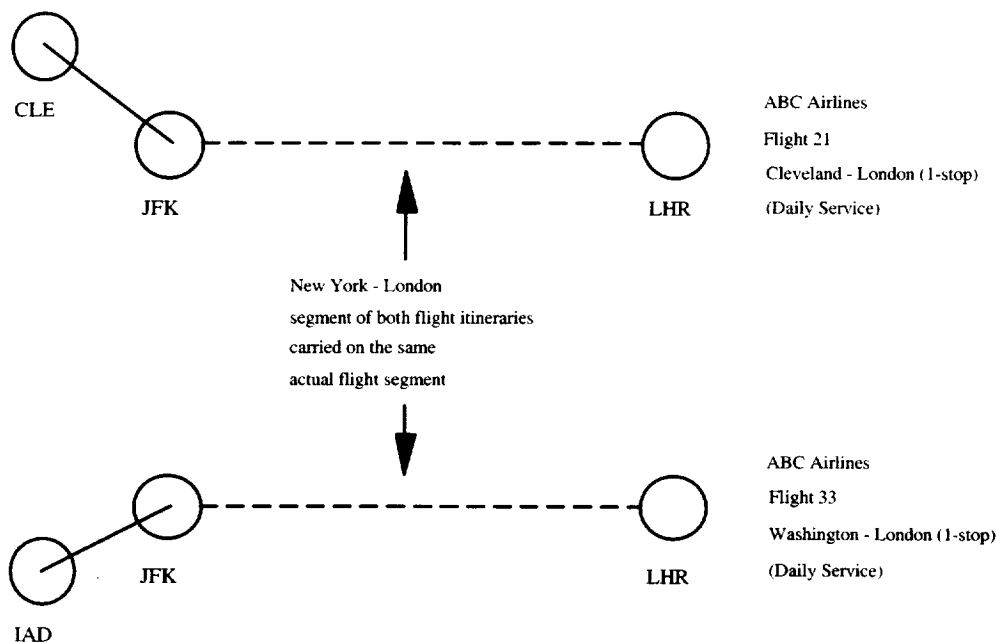 CLE
JFK
LHR
ABC Airlines
Flight 21
Cleveland - London (1-stop)
(Daily Service)
New York - London
segment of both flight itineraries
carried on the same
actual flight segment
ABC Airlines
Flight 33
Washington - London (1-stop)
(Daily Service)
JFK
LHR
IAD